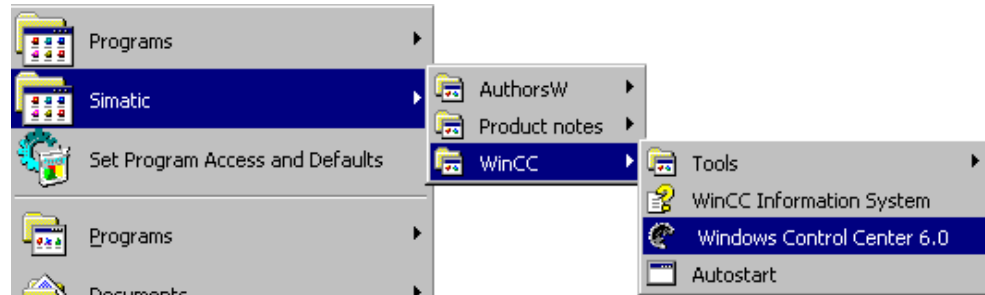 Programs
Simatic
Set Program Access and Defaults
Programs
Documents
AuthorsW
Product notes
WinCC
Tools
WinCC Information System
Windows Control Center 6.0
Autostart